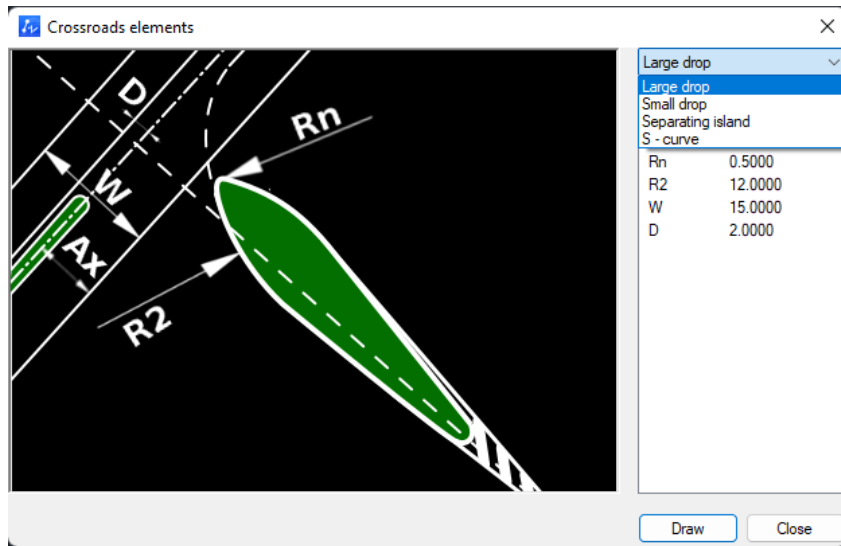 Crossroads elements
Large drop
Large drop
Small drop
Separating island
S - curve
Rn 0.5000
R2 12.0000
W 15.0000
D 2.0000
D
Rn
W
Ax
R2
Draw Close